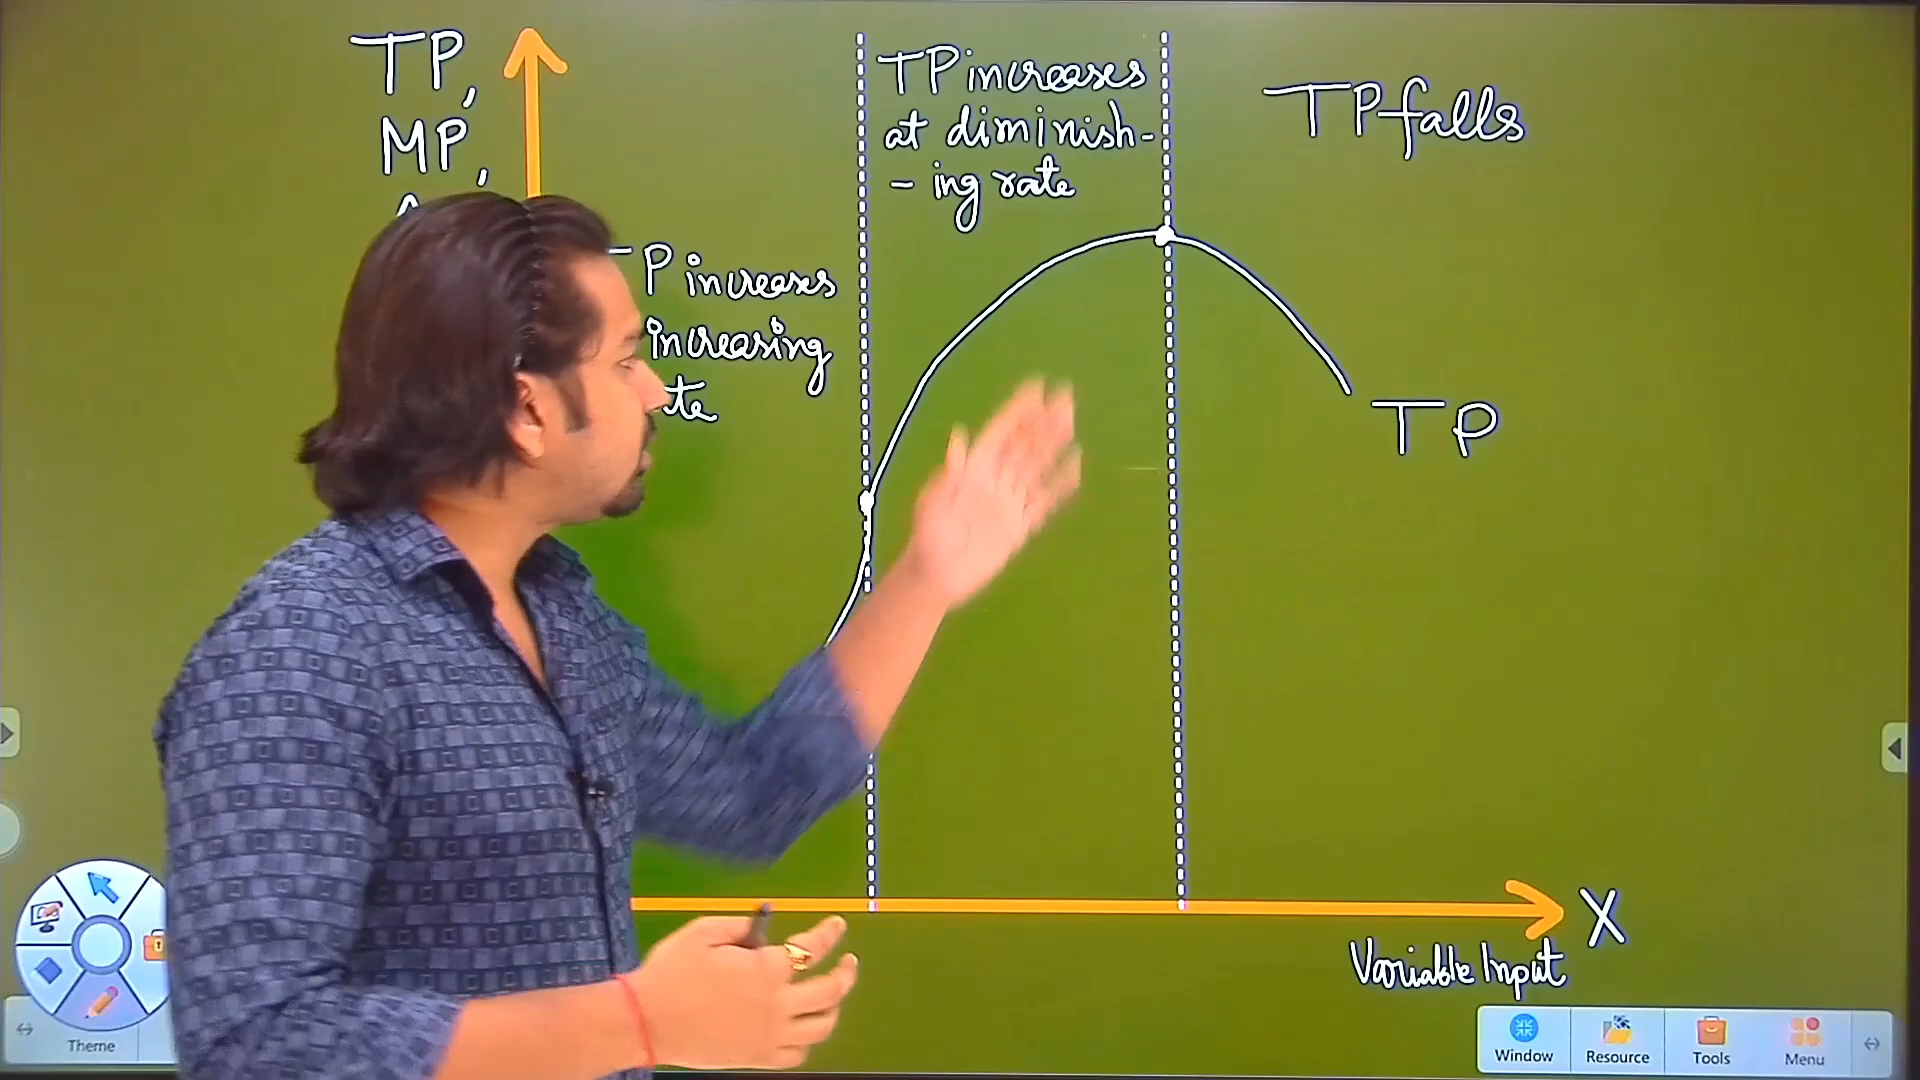 TP,
MP,
TP increases
at diminish-
- ing rate
TP falls
TP increases
increasing
TP
X
Variable Input
Theme
Window
Resource
Tools
Menu